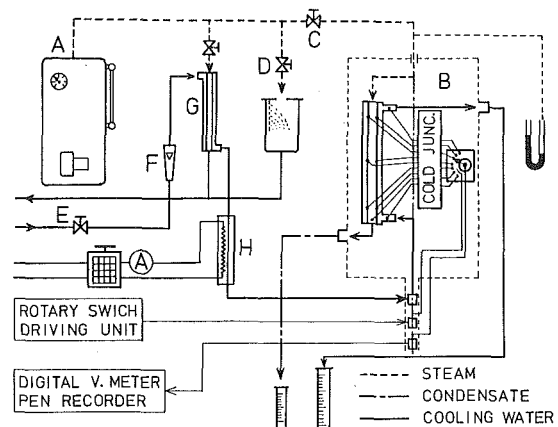 A
C
B
D
G
F
COLD JUNC.
E
A
H
ROTARY SWICH
DRIVING UNIT
DIGITAL V. METER
PEN RECORDER
STEAM
CONDENSATE
COOLING WATER